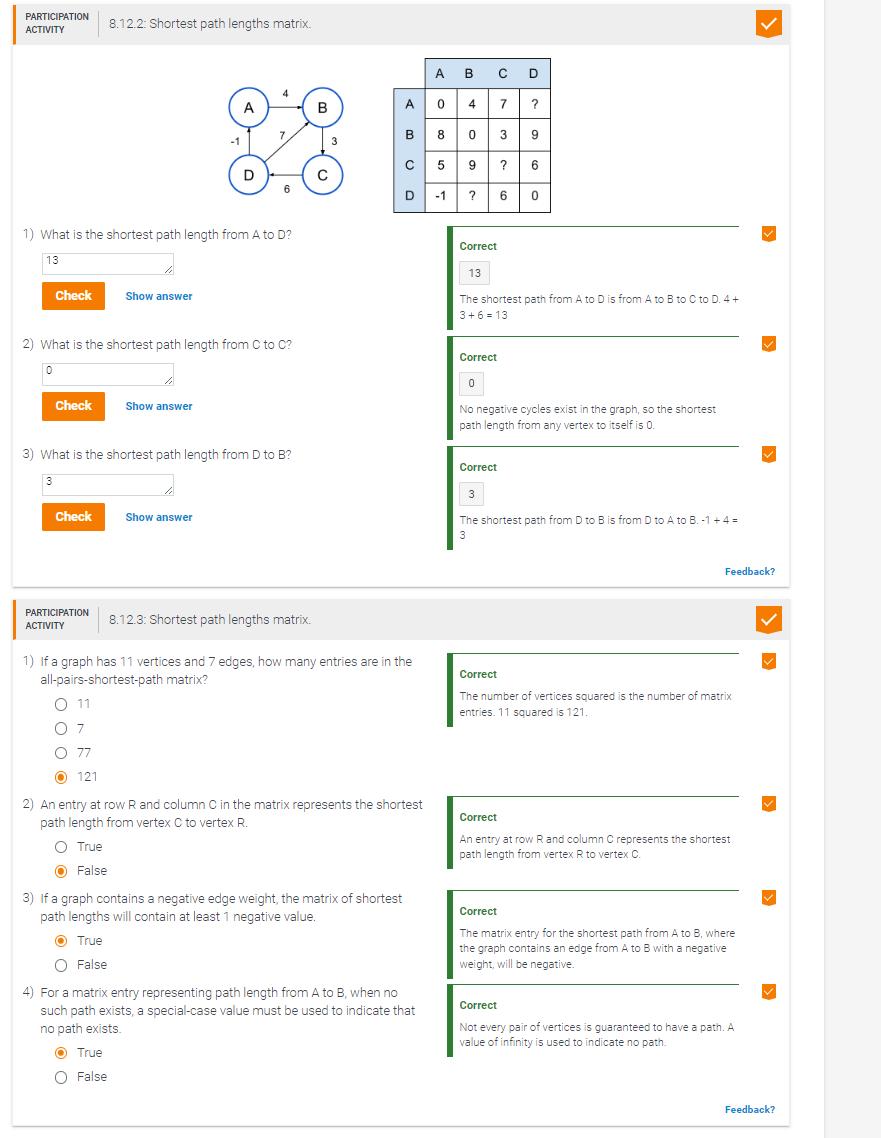 PARTICIPATION
ACTIVITY
8.12.2: Shortest path lengths matrix.
A B C D
A 0 4 7 ?
B 8 0 3 9
C 5 9 ? 6
D -1 ? 6 0
4
A B
-1 7 3
D C
6
1) What is the shortest path length from A to D?
13
Check Show answer
Correct
13
The shortest path from A to D is from A to B to C to D. 4 +
3 + 6 = 13
2) What is the shortest path length from C to C?
0
Check Show answer
Correct
0
No negative cycles exist in the graph, so the shortest
path length from any vertex to itself is 0.
3) What is the shortest path length from D to B?
3
Check Show answer
Correct
3
The shortest path from D to B is from D to A to B. -1 + 4 =
3
Feedback?
PARTICIPATION
ACTIVITY
8.12.3: Shortest path lengths matrix.
1) If a graph has 11 vertices and 7 edges, how many entries are in the
all-pairs-shortest-path matrix?
11
7
77
121
Correct
The number of vertices squared is the number of matrix
entries. 11 squared is 121.
2) An entry at row R and column C in the matrix represents the shortest
path length from vertex C to vertex R.
True
False
Correct
An entry at row R and column C represents the shortest
path length from vertex R to vertex C.
3) If a graph contains a negative edge weight, the matrix of shortest
path lengths will contain at least 1 negative value.
True
False
Correct
The matrix entry for the shortest path from A to B, where
the graph contains an edge from A to B with a negative
weight, will be negative.
4) For a matrix entry representing path length from A to B, when no
such path exists, a special-case value must be used to indicate that
no path exists.
True
False
Correct
Not every pair of vertices is guaranteed to have a path. A
value of infinity is used to indicate no path.
Feedback?